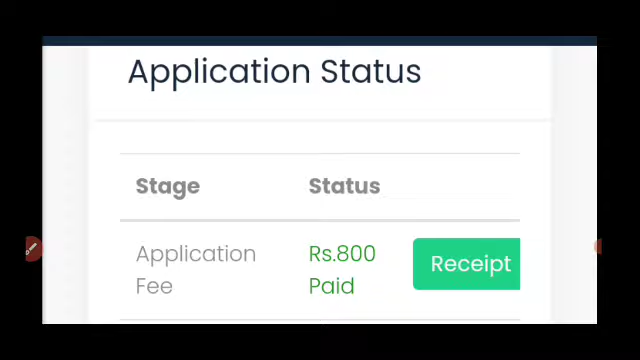 Application Status
Stage Status
Application Rs.800 Receipt
Fee Paid